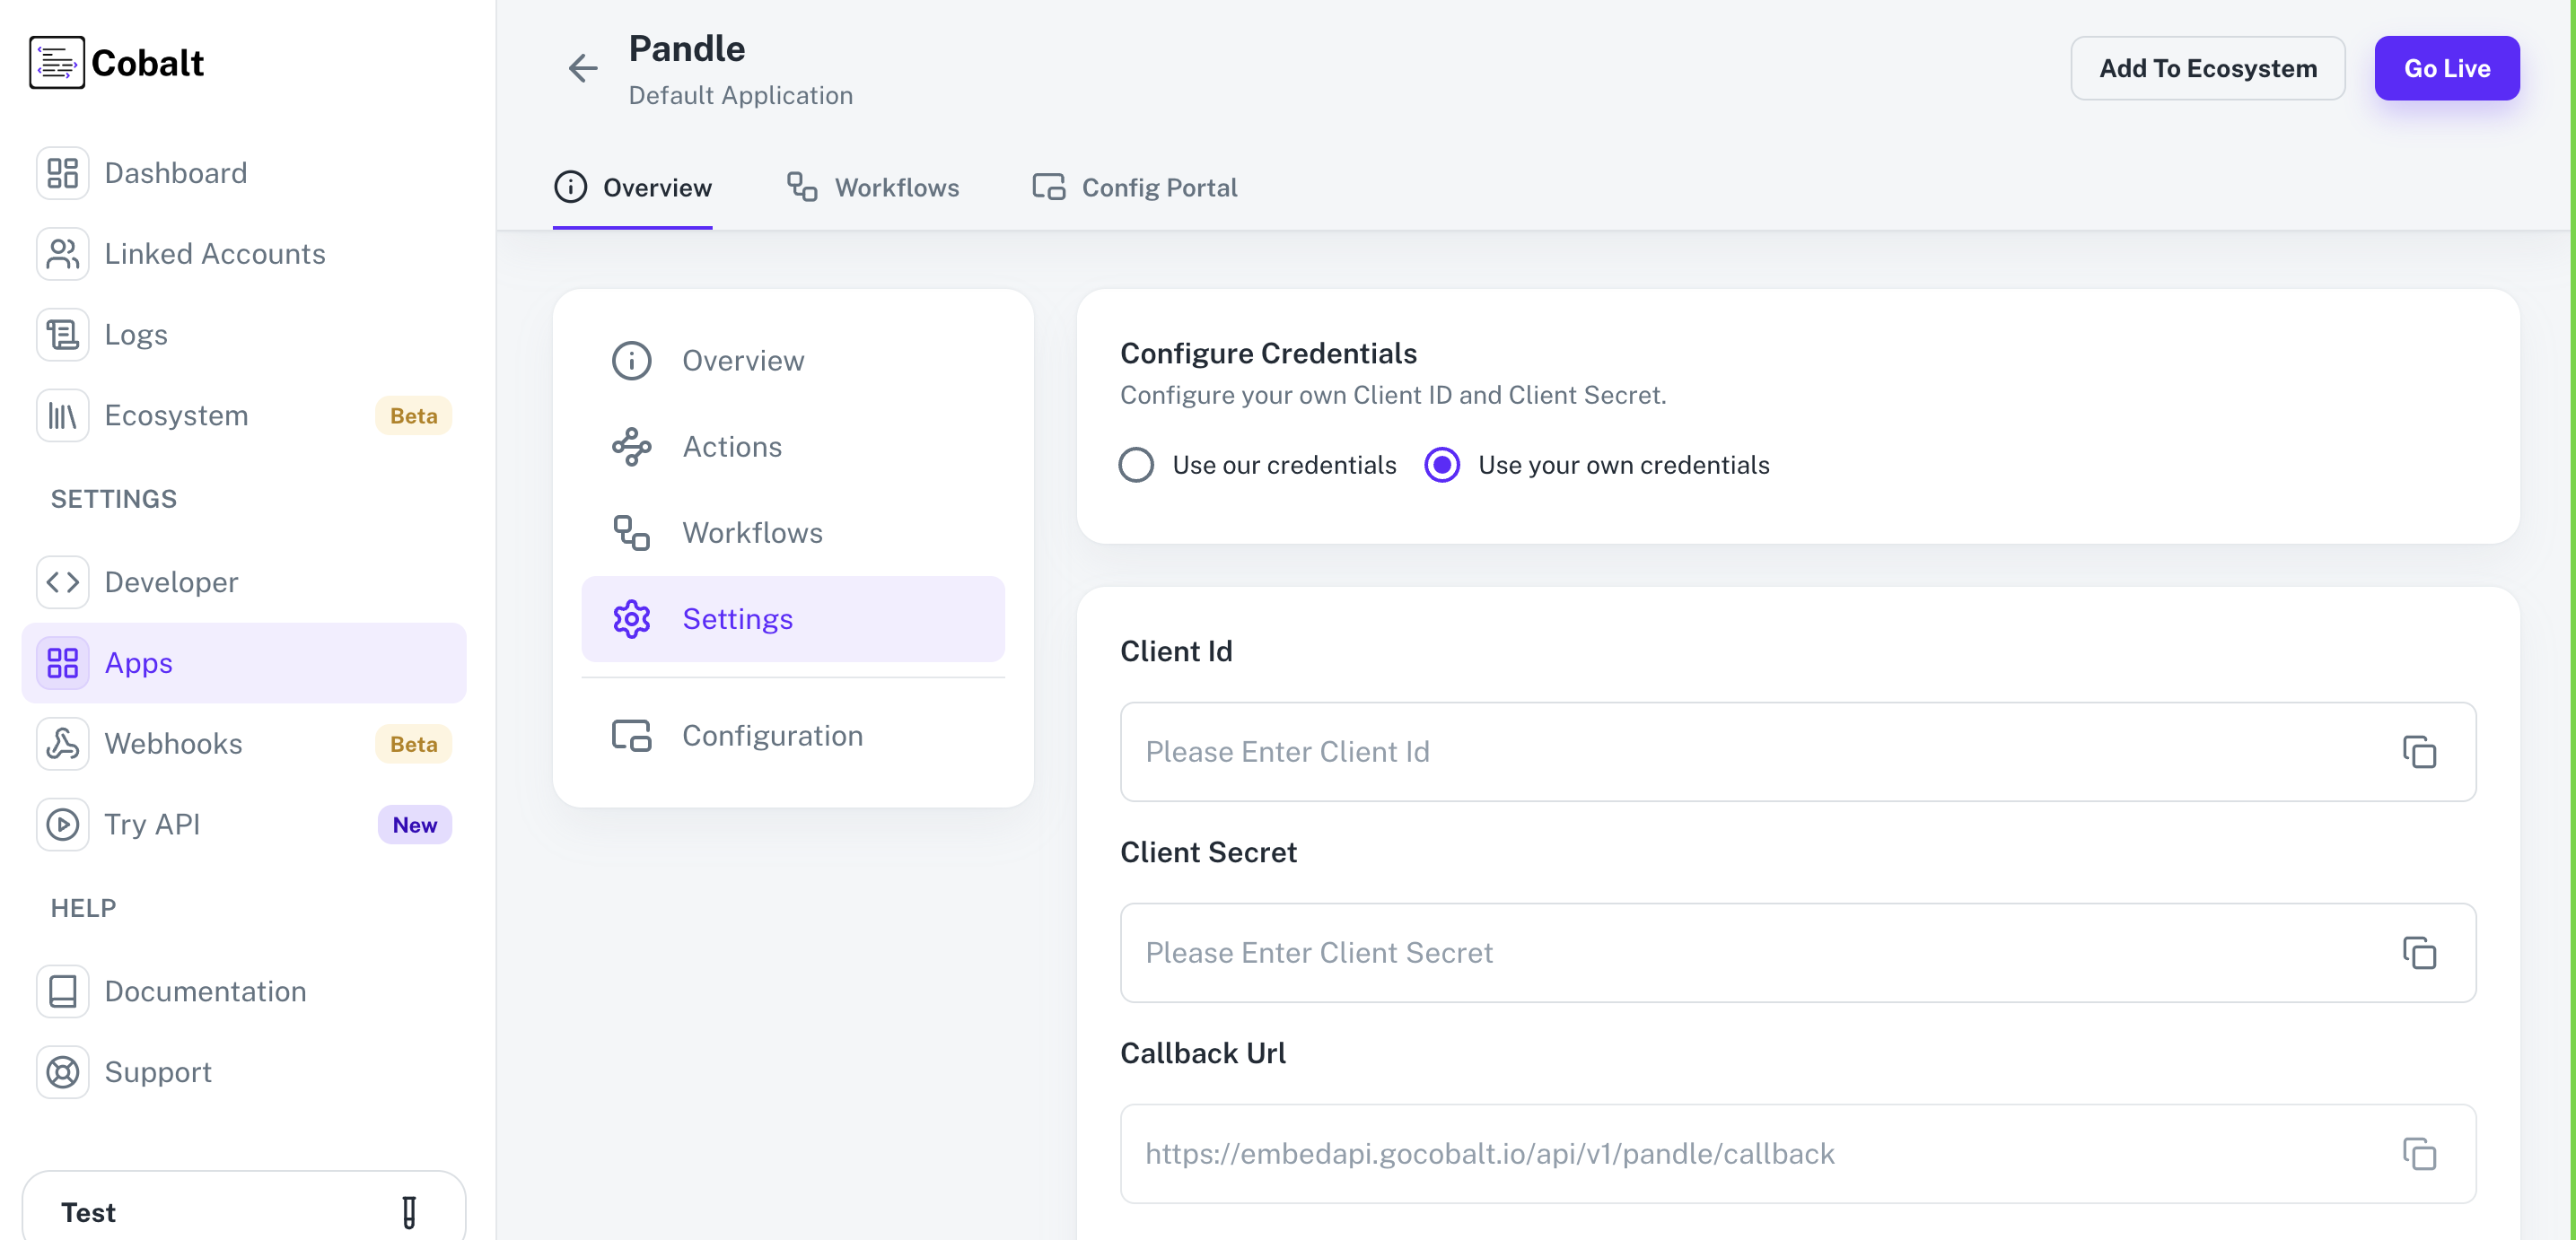 Cobalt
Dashboard
Linked Accounts
Logs
Ecosystem Beta
SETTINGS
Developer
Apps
Webhooks Beta
Try API New
HELP
Documentation
Support
Test
Pandle
Default Application
Add To Ecosystem
Go Live
Overview
Workflows
Config Portal
Overview
Actions
Workflows
Settings
Configuration
Configure Credentials
Configure your own Client ID and Client Secret.
Use our credentials
Use your own credentials
Client Id
Please Enter Client Id
Client Secret
Please Enter Client Secret
Callback Url
https://embedapi.gocobalt.io/api/v1/pandle/callback